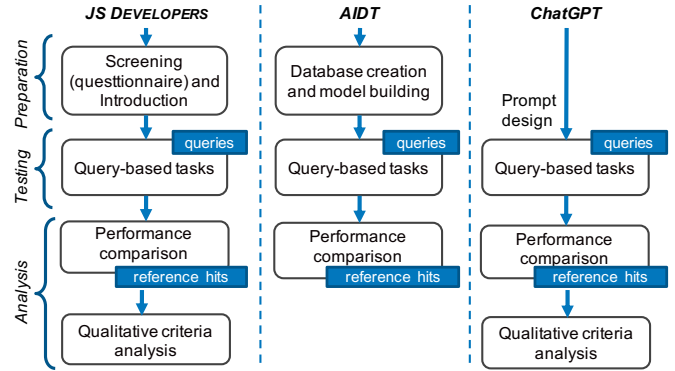 JS DEVELOPERS
AIDT
ChatGPT
Preparation
Screening
(questtionnaire) and
Introduction
Database creation
and model building
Prompt
design
Testing
queries
Query-based tasks
queries
Query-based tasks
queries
Query-based tasks
Analysis
Performance
comparison
reference hits
Performance
comparison
reference hits
Performance
comparison
reference hits
Qualitative criteria
analysis
Qualitative criteria
analysis